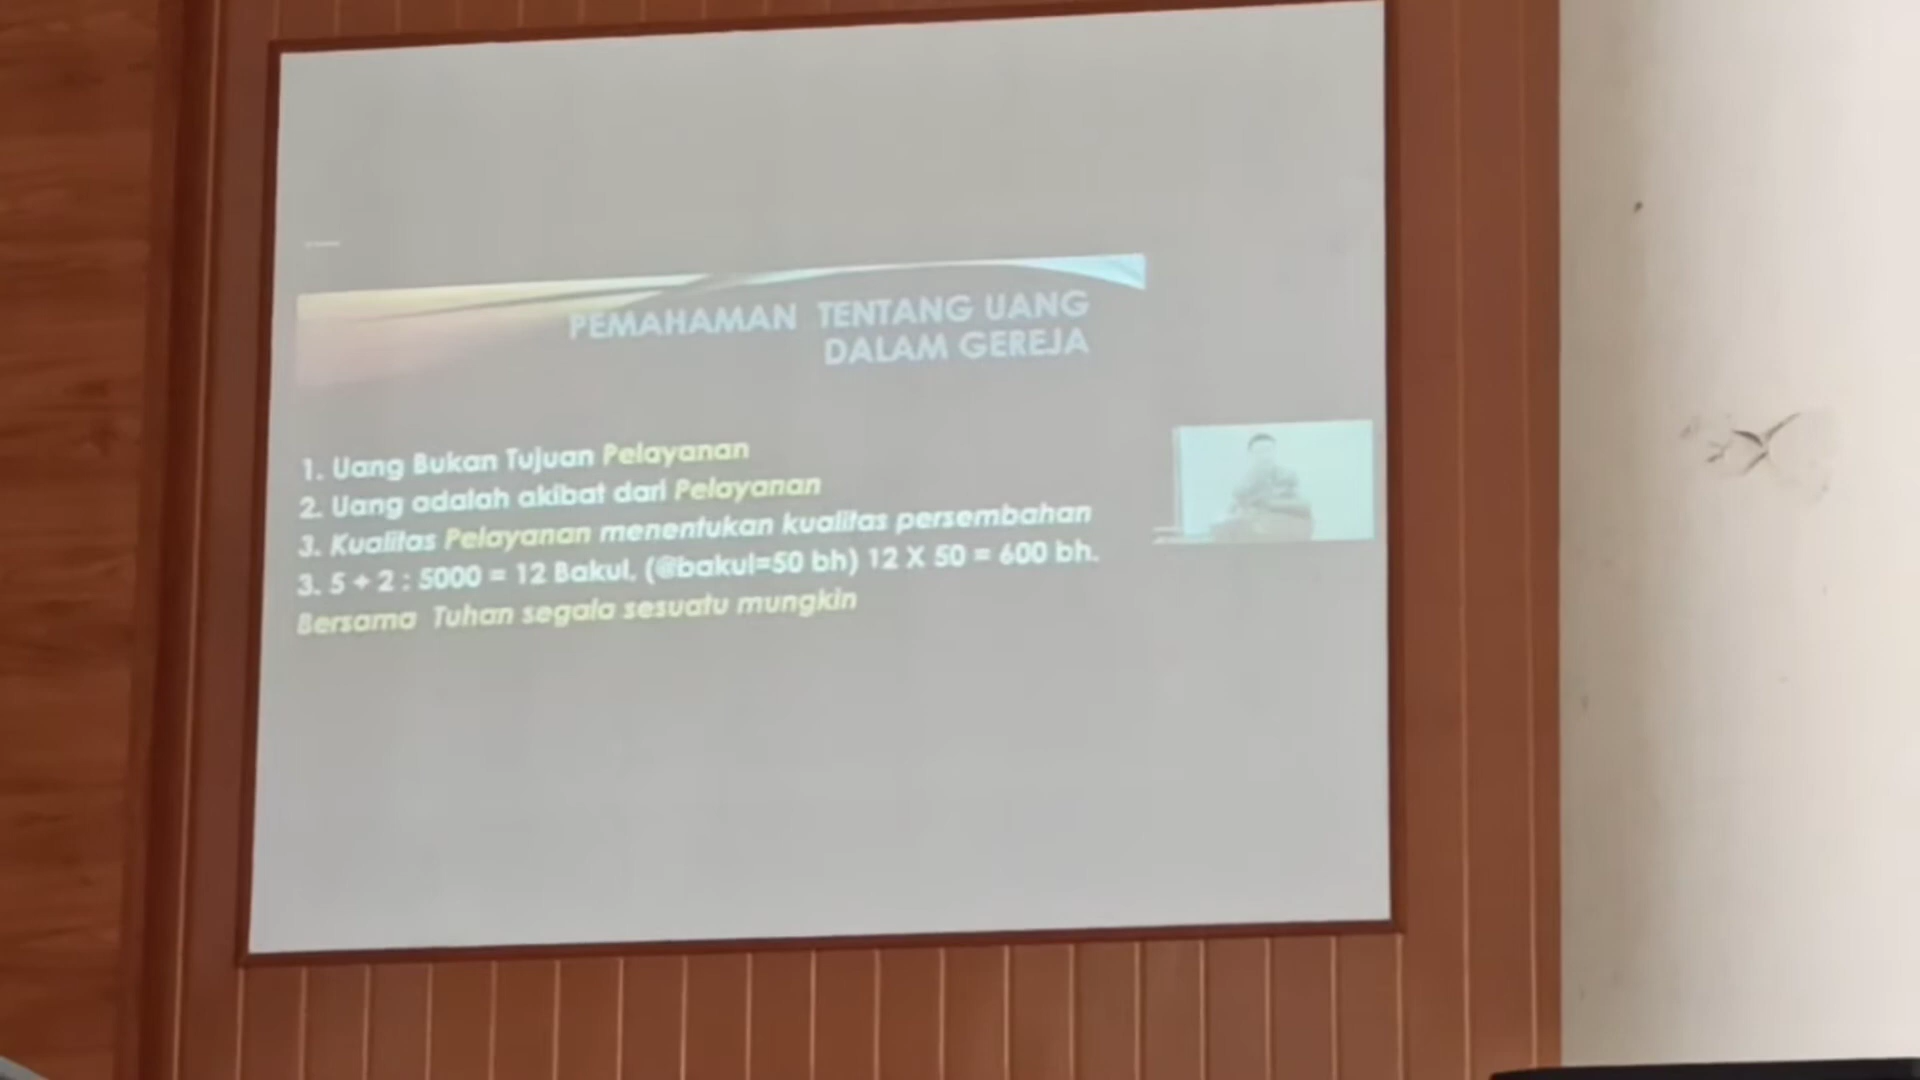 PEMAHAMAN TENTANG UANG
DALAM GEREJA
1. Uang Bukan Tujuan Pelayanan
2. Uang adalah akibat dari Pelayanan
3. Kualitas Pelayanan menentukan kualitas persembahan
3. 5 + 2 : 5000 = 12 Bakul. (@bakul=50 bh) 12 X 50 = 600 bh.
Bersama Tuhan segala sesuatu mungkin